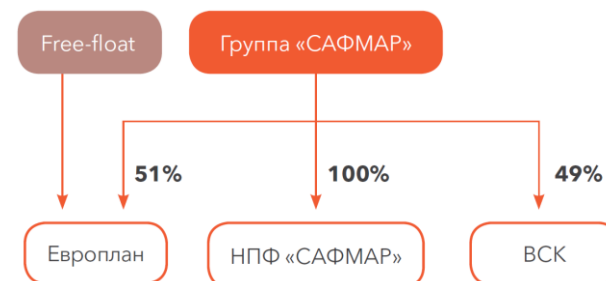 Free-float
Группа «САФМАР»
51%
100%
49%
Европлан
НПФ «САФМАР»
ВСК